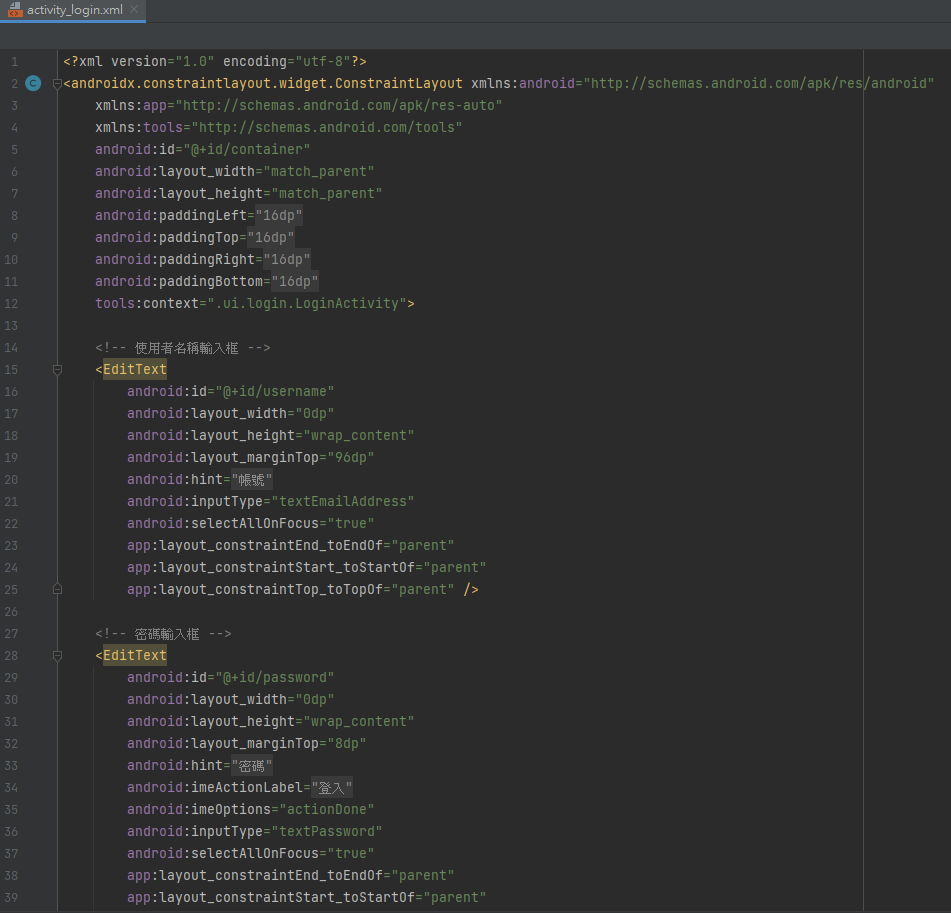 activity_login.xml
1 <?xml version="1.0" encoding="utf-8"?>
2 <androidx.constraintlayout.widget.ConstraintLayout xmlns:android="http://schemas.android.com/apk/res/android"
3 xmlns:app="http://schemas.android.com/apk/res-auto"
4 xmlns:tools="http://schemas.android.com/tools"
5 android:id="@+id/container"
6 android:layout_width="match_parent"
7 android:layout_height="match_parent"
8 android:paddingLeft="16dp"
9 android:paddingTop="16dp"
10 android:paddingRight="16dp"
11 android:paddingBottom="16dp"
12 tools:context=".ui.login.LoginActivity">
13
14 <!-- 使用者名稱輸入框 -->
15 <EditText
16 android:id="@+id/username"
17 android:layout_width="0dp"
18 android:layout_height="wrap_content"
19 android:layout_marginTop="96dp"
20 android:hint="帳號"
21 android:inputType="textEmailAddress"
22 android:selectAllOnFocus="true"
23 app:layout_constraintEnd_toEndOf="parent"
24 app:layout_constraintStart_toStartOf="parent"
25 app:layout_constraintTop_toTopOf="parent" />
26
27 <!-- 密碼輸入框 -->
28 <EditText
29 android:id="@+id/password"
30 android:layout_width="0dp"
31 android:layout_height="wrap_content"
32 android:layout_marginTop="8dp"
33 android:hint="密碼"
34 android:imeActionLabel="登入"
35 android:imeOptions="actionDone"
36 android:inputType="textPassword"
37 android:selectAllOnFocus="true"
38 app:layout_constraintEnd_toEndOf="parent"
39 app:layout_constraintStart_toStartOf="parent"